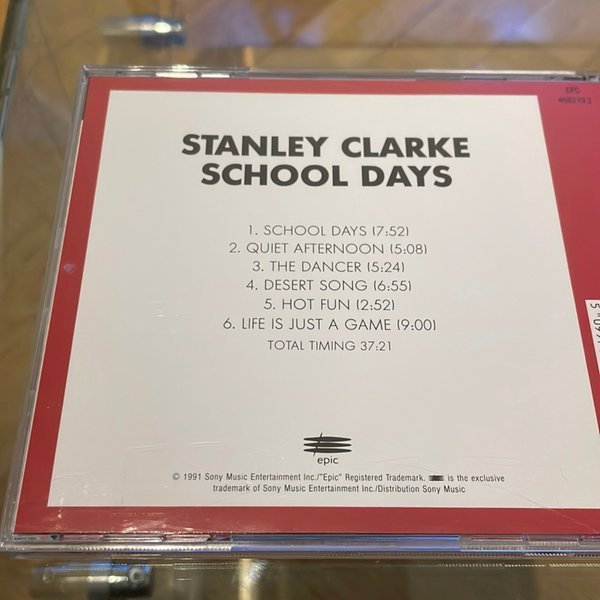 EPC
468219 2
STANLEY CLARKE
SCHOOL DAYS
1. SCHOOL DAYS (7:52)
2. QUIET AFTERNOON (5:08)
3. THE DANCER (5:24)
4. DESERT SONG (6:55)
5. HOT FUN (2:52)
6. LIFE IS JUST A GAME (9:00)
TOTAL TIMING 37:21
epic
© 1991 Sony Music Entertainment Inc./"Epic" Registered Trademark. is the exclusive
trademark of Sony Music Entertainment Inc./Distribution Sony Music